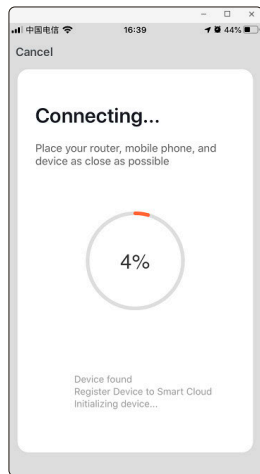 中国电信
16:39
44%
Cancel
Connecting...
Place your router, mobile phone, and
device as close as possible
4%
Device found
Register Device to Smart Cloud
Initializing device...